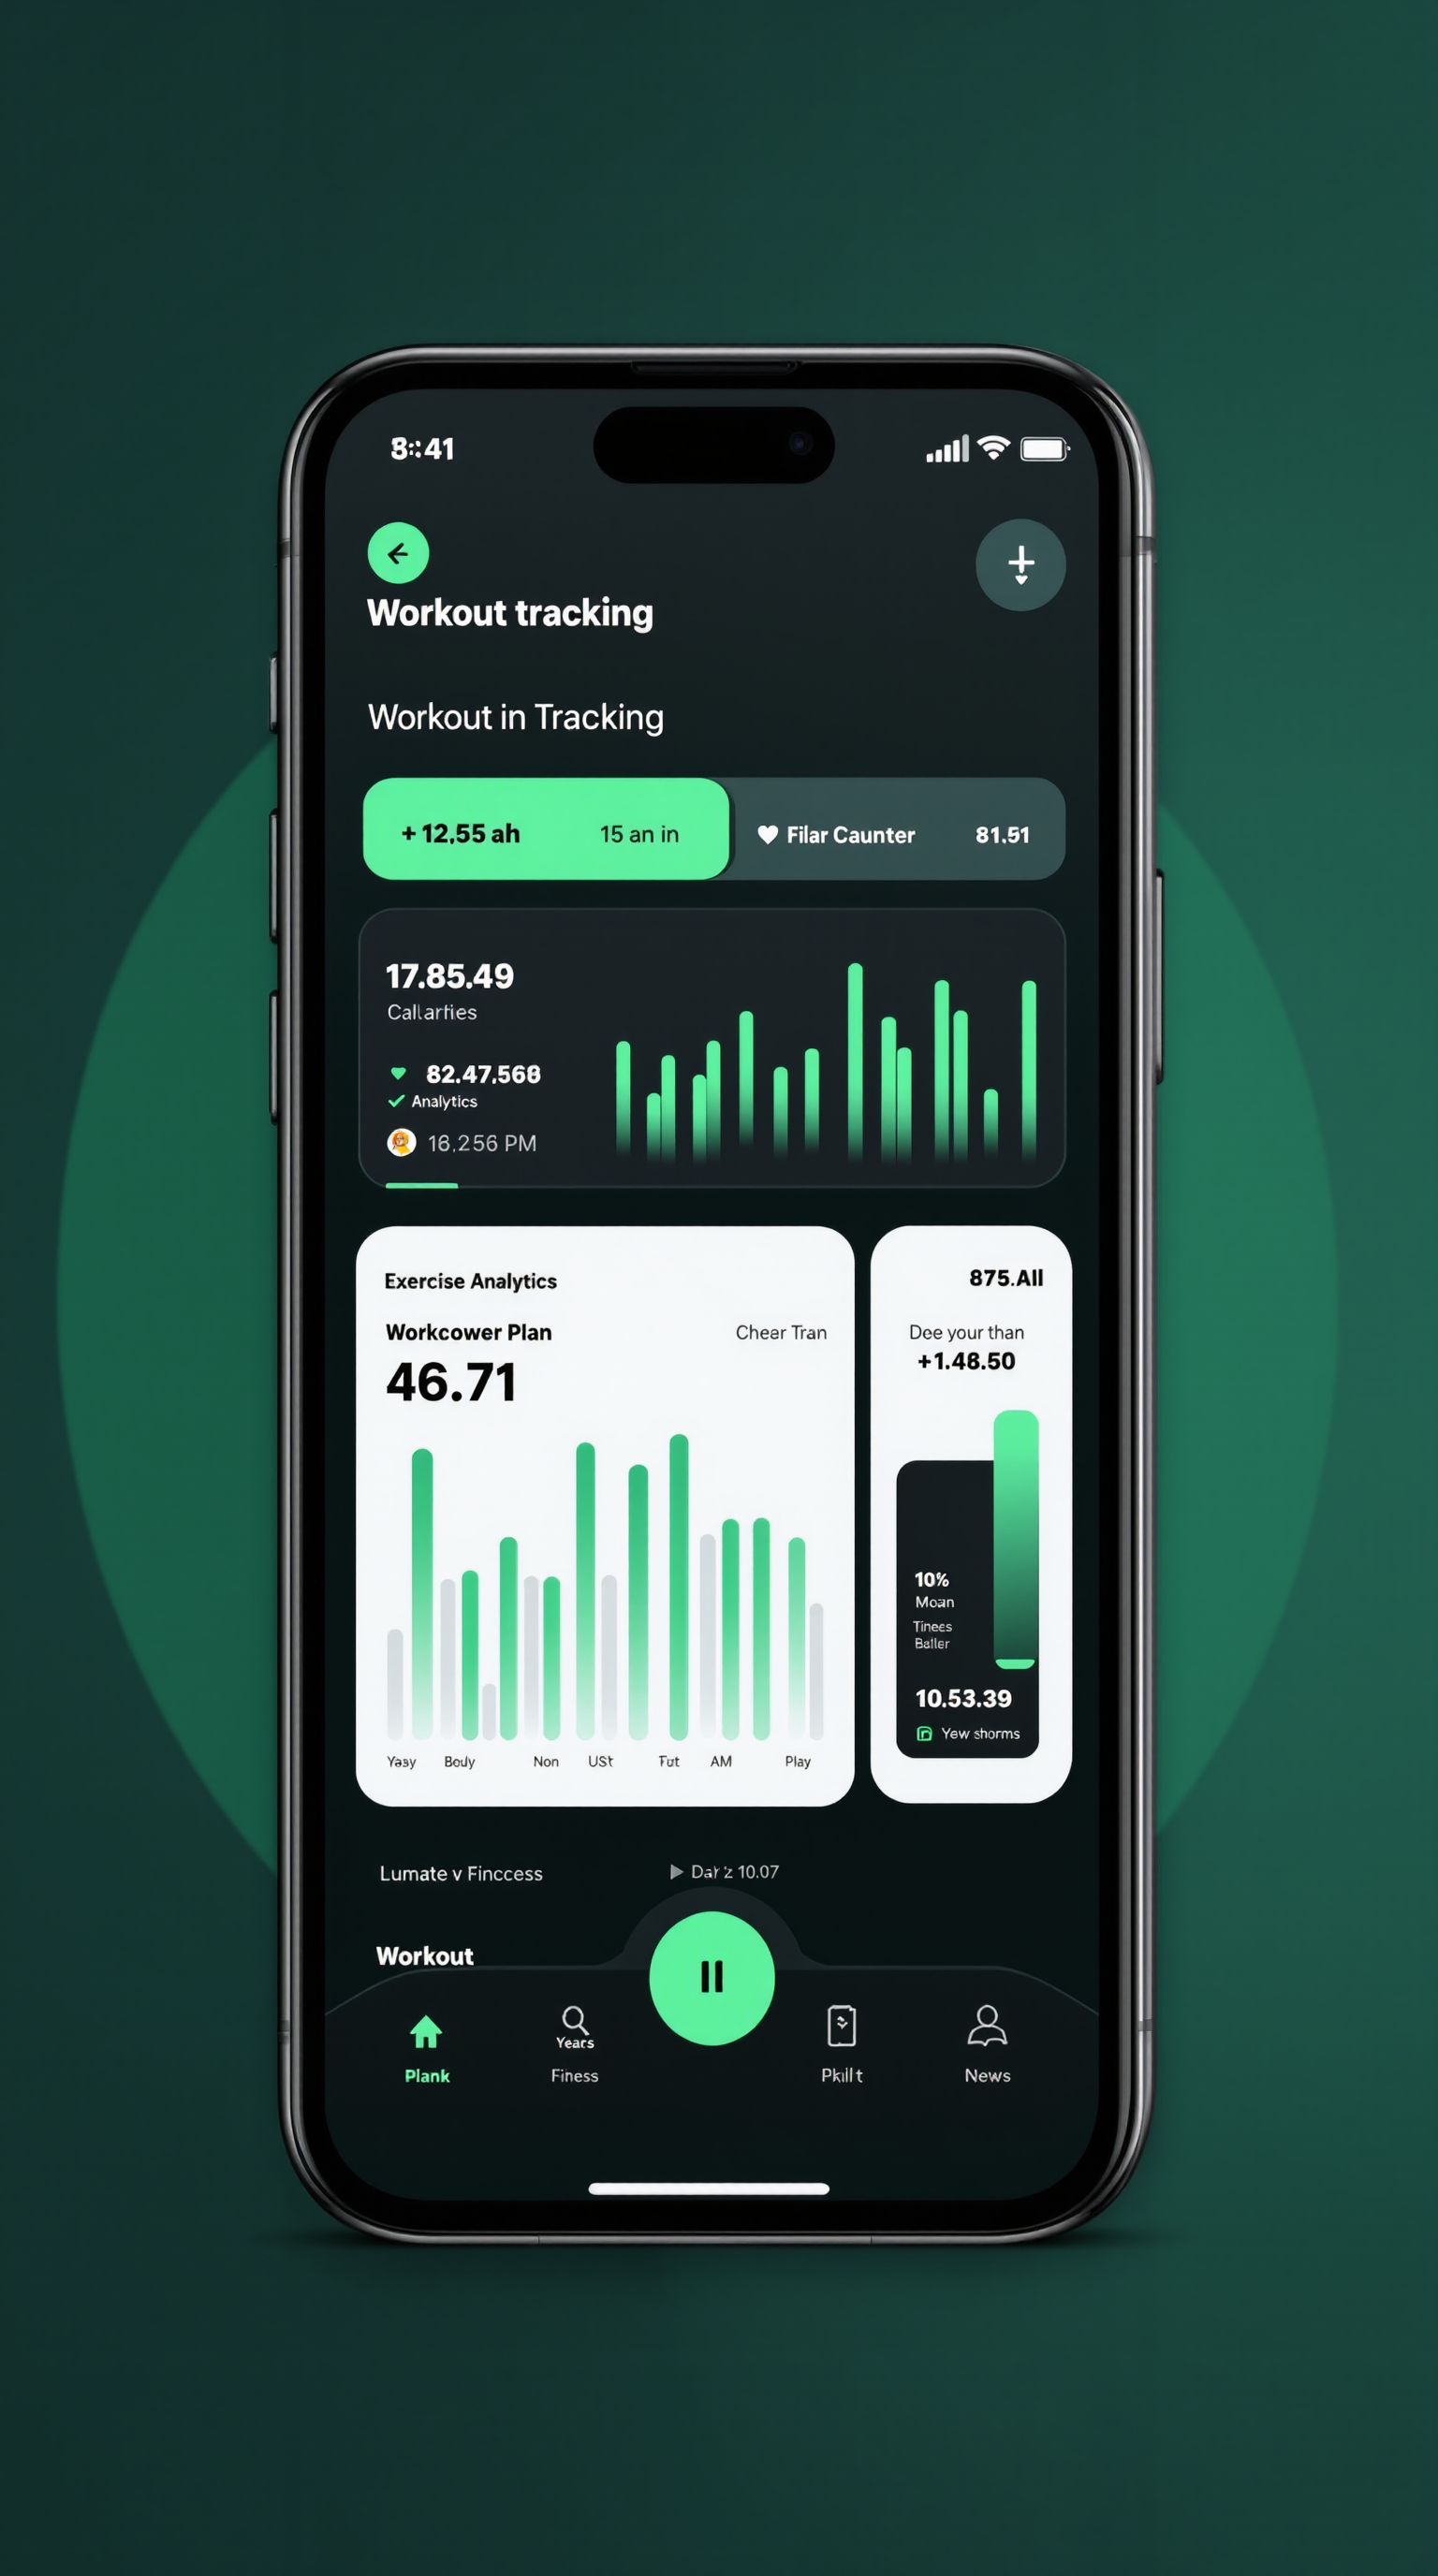 8::41
Workout tracking
Workout in Tracking
+ 12,55 ah 15 an in
Filar Caunter 81.51
17.85.49
Callarties
82.47,568
Analytics
16,256 PM
Exercise Analytics
Workcower Plan Chear Tran
46.71
Yaay Body Non USt Fut AM Play
875.All
Dee your than
+1.48.50
10%
Moan
Tinees
Baller
10.53.39
Yew shorms
Lumate v Finccess
10.07
Workout
Years
Plank Finess Pkill t News